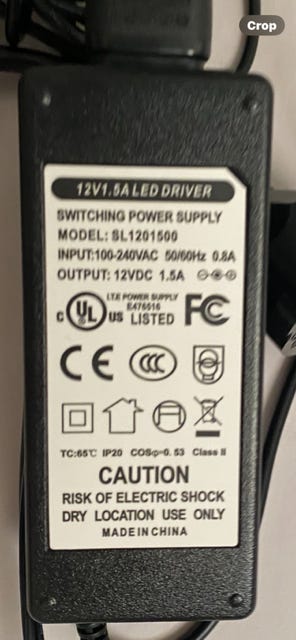 Crop
12V1.5A LED DRIVER
SWITCHING POWER SUPPLY
MODEL: SL1201500
INPUT:100-240VAC 50/60Hz 0.8A
OUTPUT: 12VDC 1.5A
I.T.E POWER SUPPLY
E476516
c UL US LISTED FC
CE CCC
TC:65℃ IP20 COSφ=0.53 Class II
CAUTION
RISK OF ELECTRIC SHOCK
DRY LOCATION USE ONLY
MADE IN CHINA